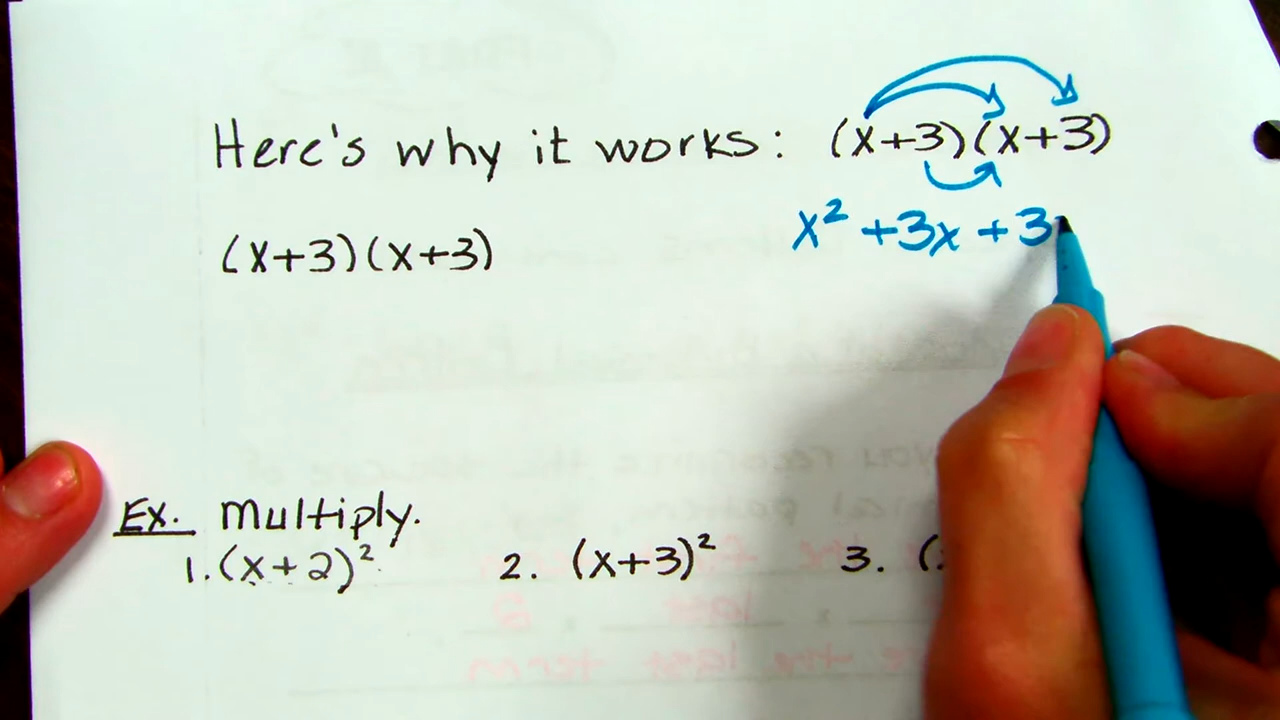 Here's why it works: (x+3)(x+3)
x² +3x +3
(x+3)(x+3)
Ex. Multiply.
1. (x+2)² 2. (x+3)² 3. (